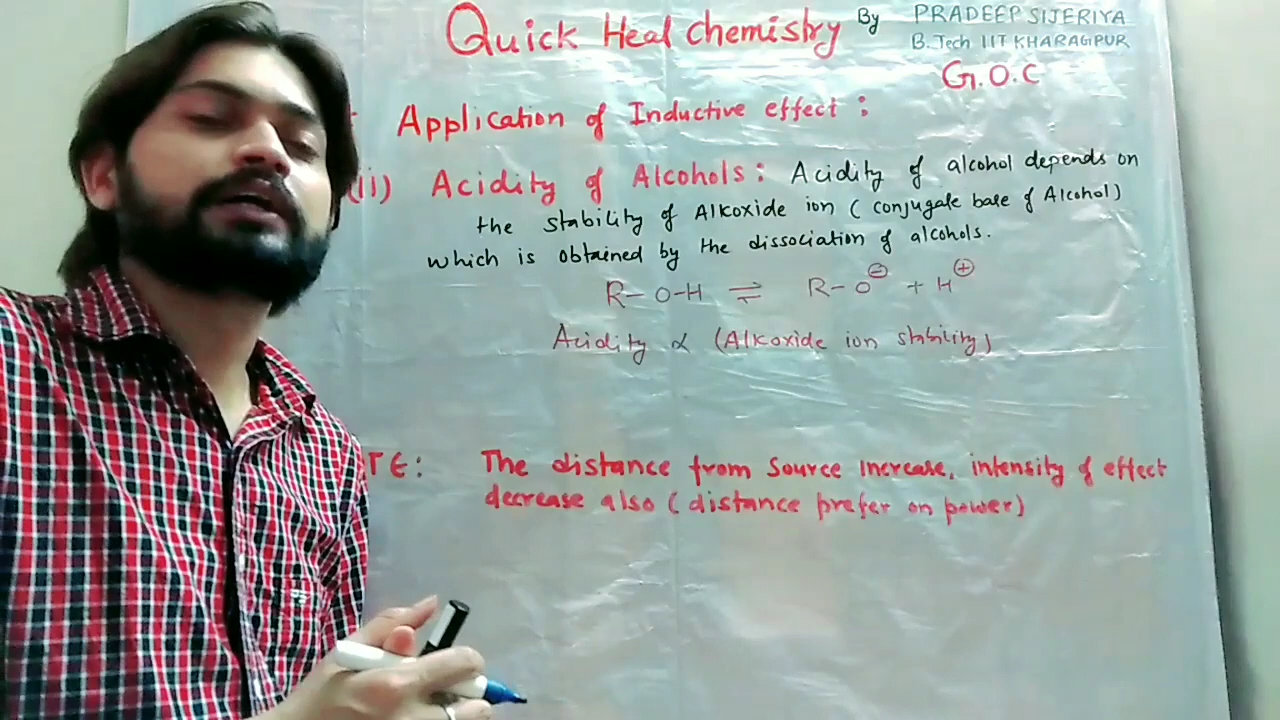 Quick Heal chemistry By PRADEEP SIJERIYA
B.Tech IIT KHARAGPUR
G.O.C
Application of Inductive effect :
(ii) Acidity of Alcohols : Acidity of alcohol depends on
the stability of Alkoxide ion ( conjugate base of Alcohol )
which is obtained by the dissociation of alcohols.
R-O-H ⇌ R-O⊖ + H⊕
Acidity ∝ (Alkoxide ion stability)
TE : The distance from Source increase, intensity of effect
decrease also ( distance prefer on power )